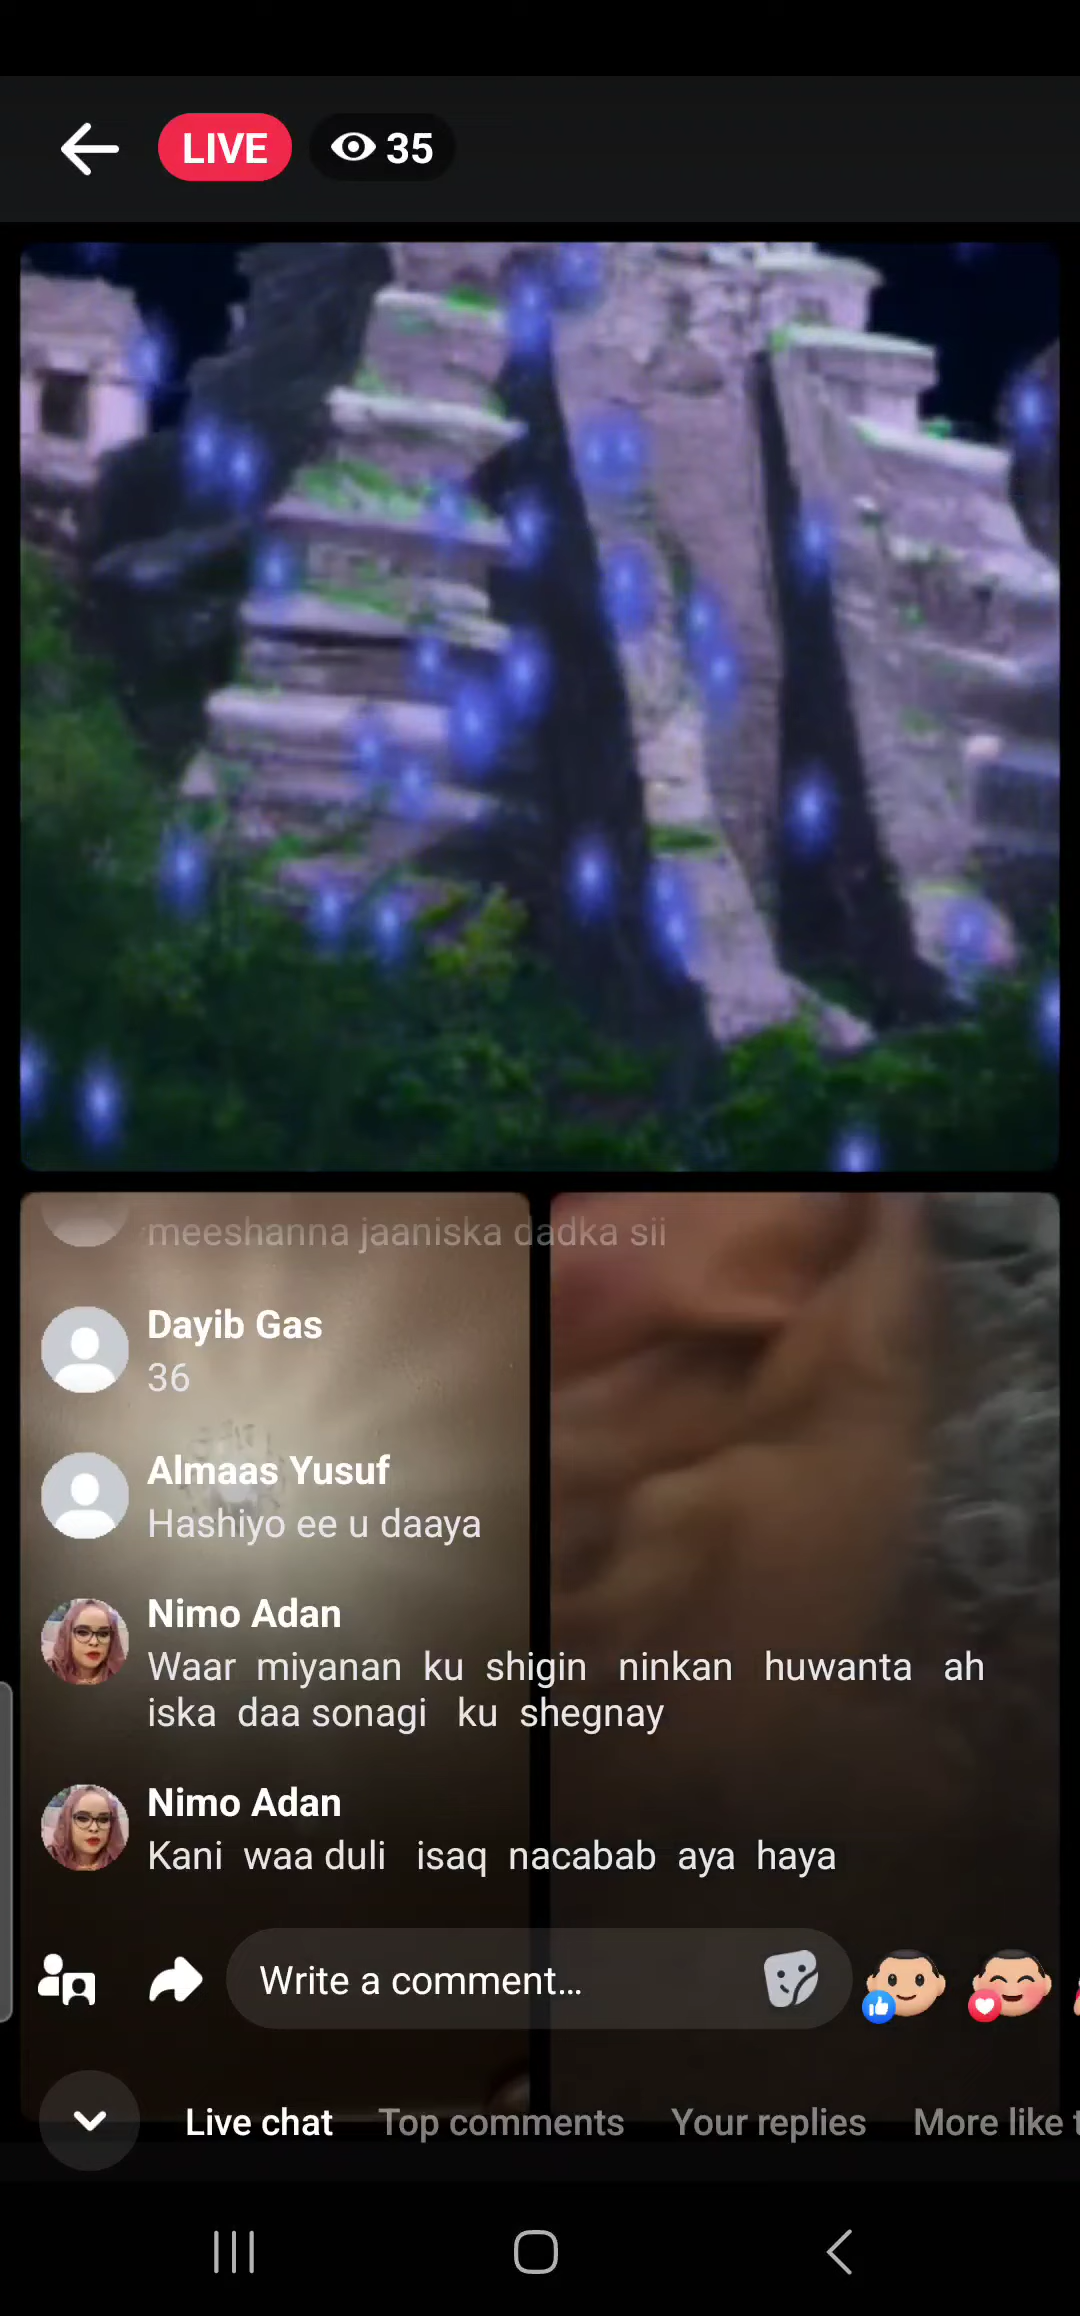 LIVE
35
meeshanna jaaniska dadka sii
Dayib Gas
36
Almaas Yusuf
Hashiyo ee u daaya
Nimo Adan
Waar miyanan ku shigin ninkan huwanta ah
iska daa sonagi ku shegnay
Nimo Adan
Kani waa duli isaq nacabab aya haya
Write a comment...
Live chat Top comments Your replies More like